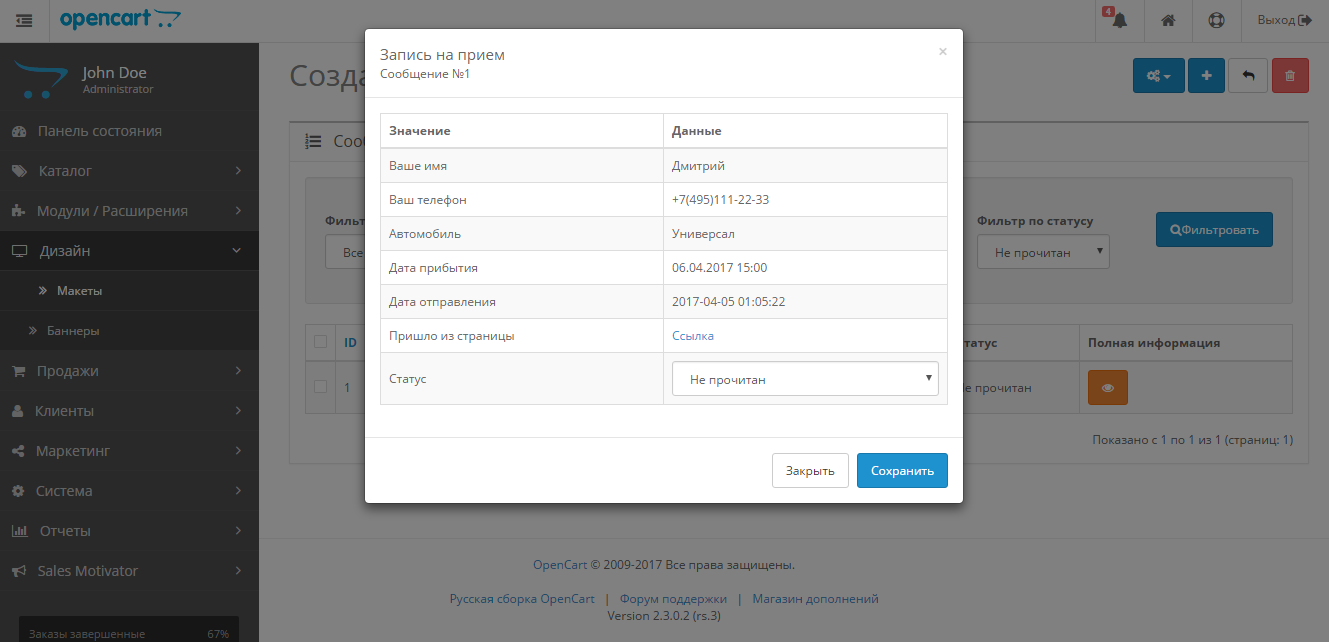 opencart
4
Выход
John Doe
Administrator
Панель состояния
Каталог
Модули / Расширения
Дизайн
Макеты
Баннеры
Продажи
Клиенты
Маркетинг
Система
Отчеты
Sales Motivator
Заказы завершенные 67%
Запись на прием ×
Сообщение №1
Значение Данные
Ваше имя Дмитрий
Ваш телефон +7(495)111-22-33
Автомобиль Универсал
Дата прибытия 06.04.2017 15:00
Дата отправления 2017-04-05 01:05:22
Пришло из страницы Ссылка
Статус Не прочитан
Закрыть Сохранить
Фильтр по статусу
Все
Не прочитан
Фильтровать
ID Полная информация
1 прочитан
Показано с 1 по 1 из 1 (страниц: 1)
OpenCart © 2009-2017 Все права защищены.
Русская сборка OpenCart | Форум поддержки | Магазин дополнений
Version 2.3.0.2 (rs.3)